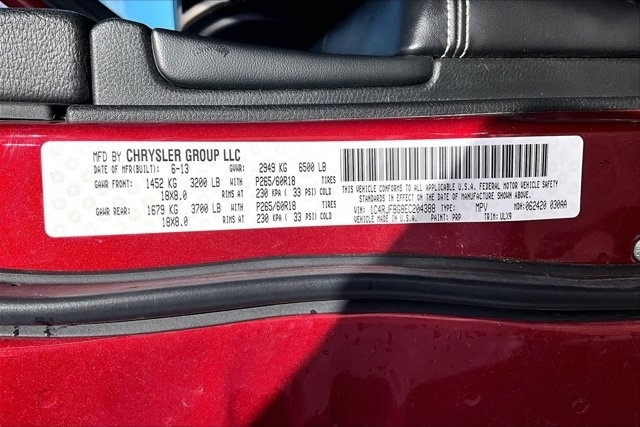 MFD BY CHRYSLER GROUP LLC
DATE OF MFR(BUILT): 6-13 GVWR: 2949 KG 6500 LB
GAWR FRONT: 1452 KG 3200 LB WITH P265/60R18 TIRES
18X8.0 RIMS AT 230 KPA ( 33 PSI) COLD
GAWR REAR: 1679 KG 3700 LB WITH P265/60R18 TIRES
18X8.0 RIMS AT 230 KPA ( 33 PSI) COLD
THIS VEHICLE CONFORMS TO ALL APPLICABLE U.S.A. FEDERAL MOTOR VEHICLE SAFETY
STANDARDS IN EFFECT ON THE DATE OF MANUFACTURE SHOWN ABOVE.
VIN: 1C4RJFBG8EC204388 TYPE: MPV MDH: 062420 030AA
VEHICLE MADE IN U.S.A. PAINT: PRP TRIM: ULX9